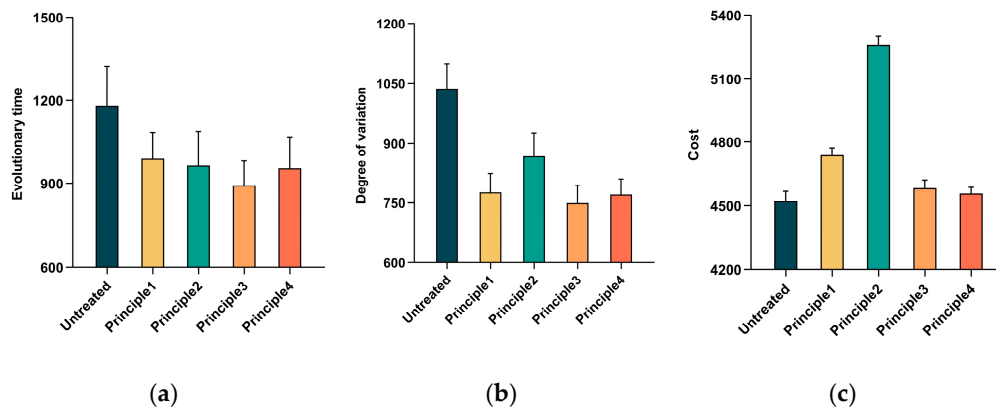 Evolutionary time
1500
1200
900
600
Untreated
Principle1
Principle2
Principle3
Principle4
(a)
Degree of variation
1200
1050
900
750
600
Untreated
Principle1
Principle2
Principle3
Principle4
(b)
Cost
5400
5100
4800
4500
4200
Untreated
Principle1
Principle2
Principle3
Principle4
(c)